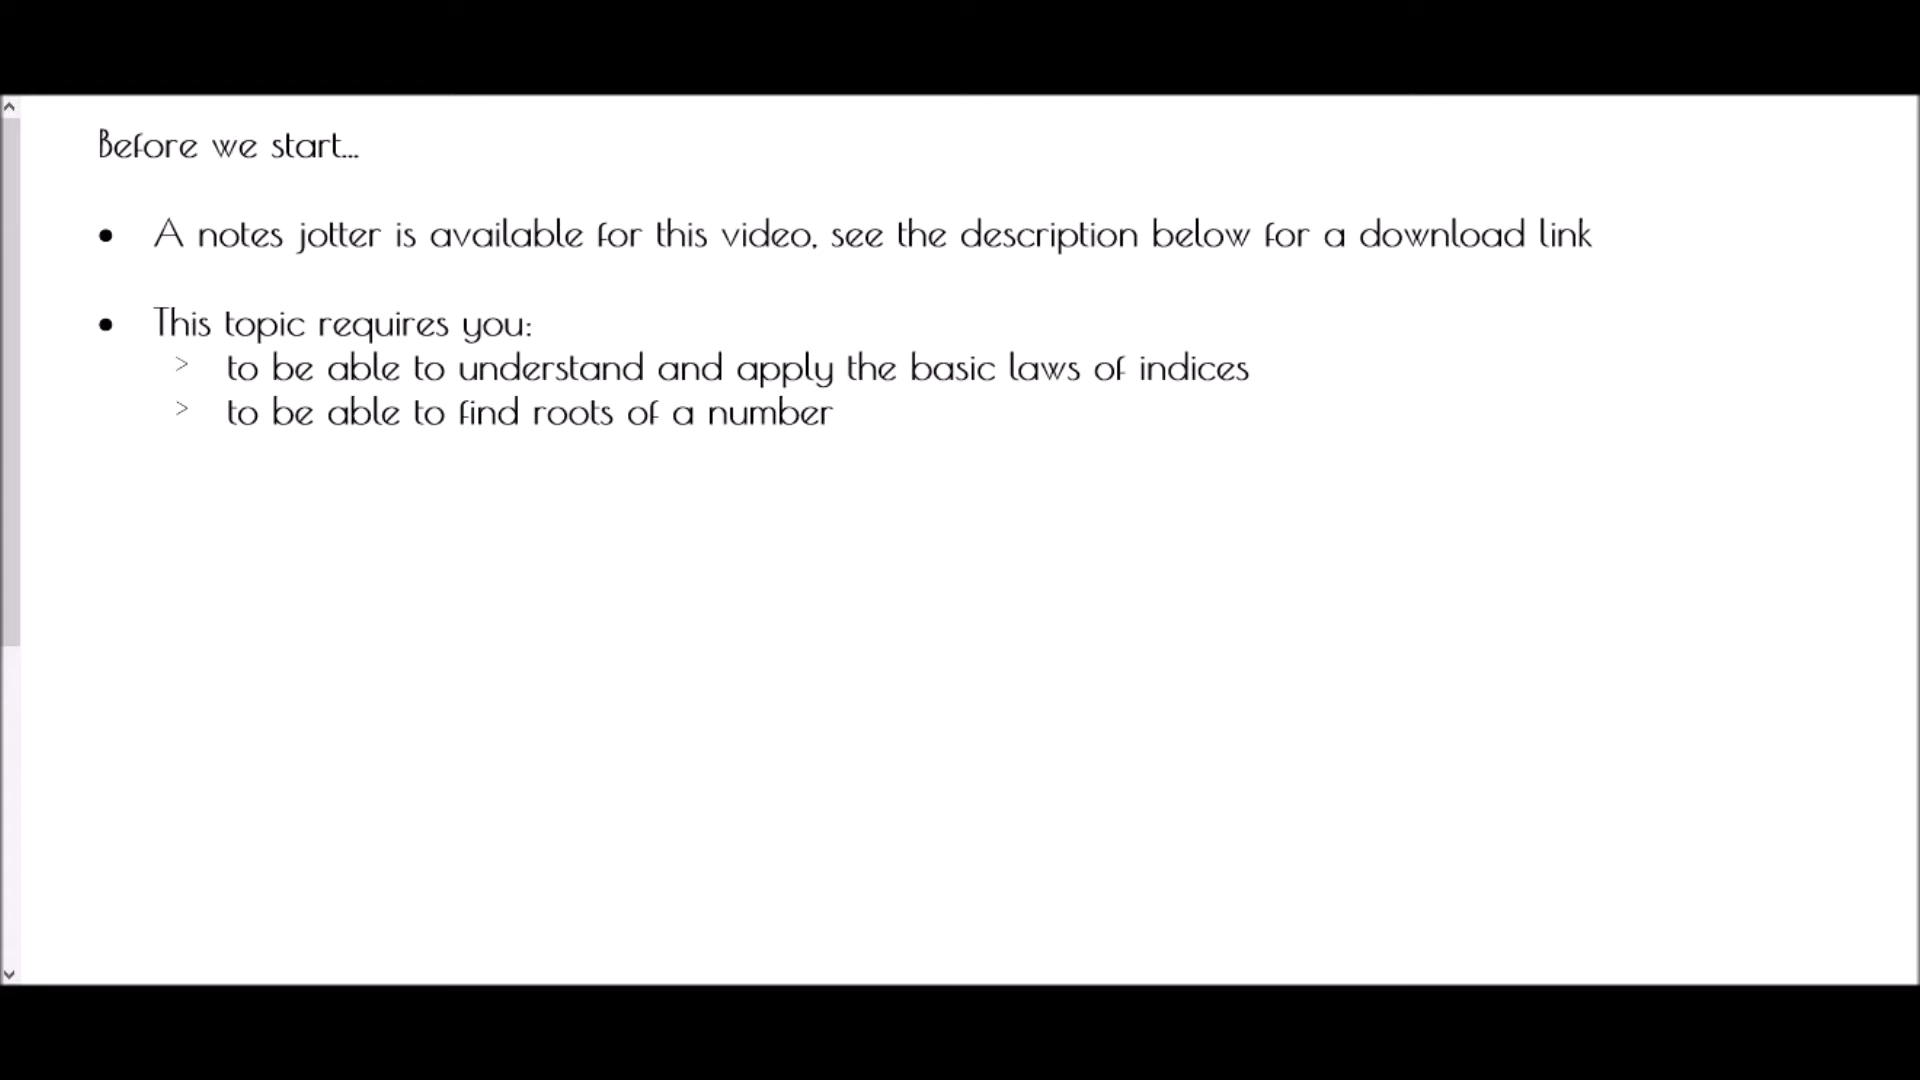 Before we start...
• A notes jotter is available for this video, see the description below for a download link
• This topic requires you:
> to be able to understand and apply the basic laws of indices
> to be able to find roots of a number